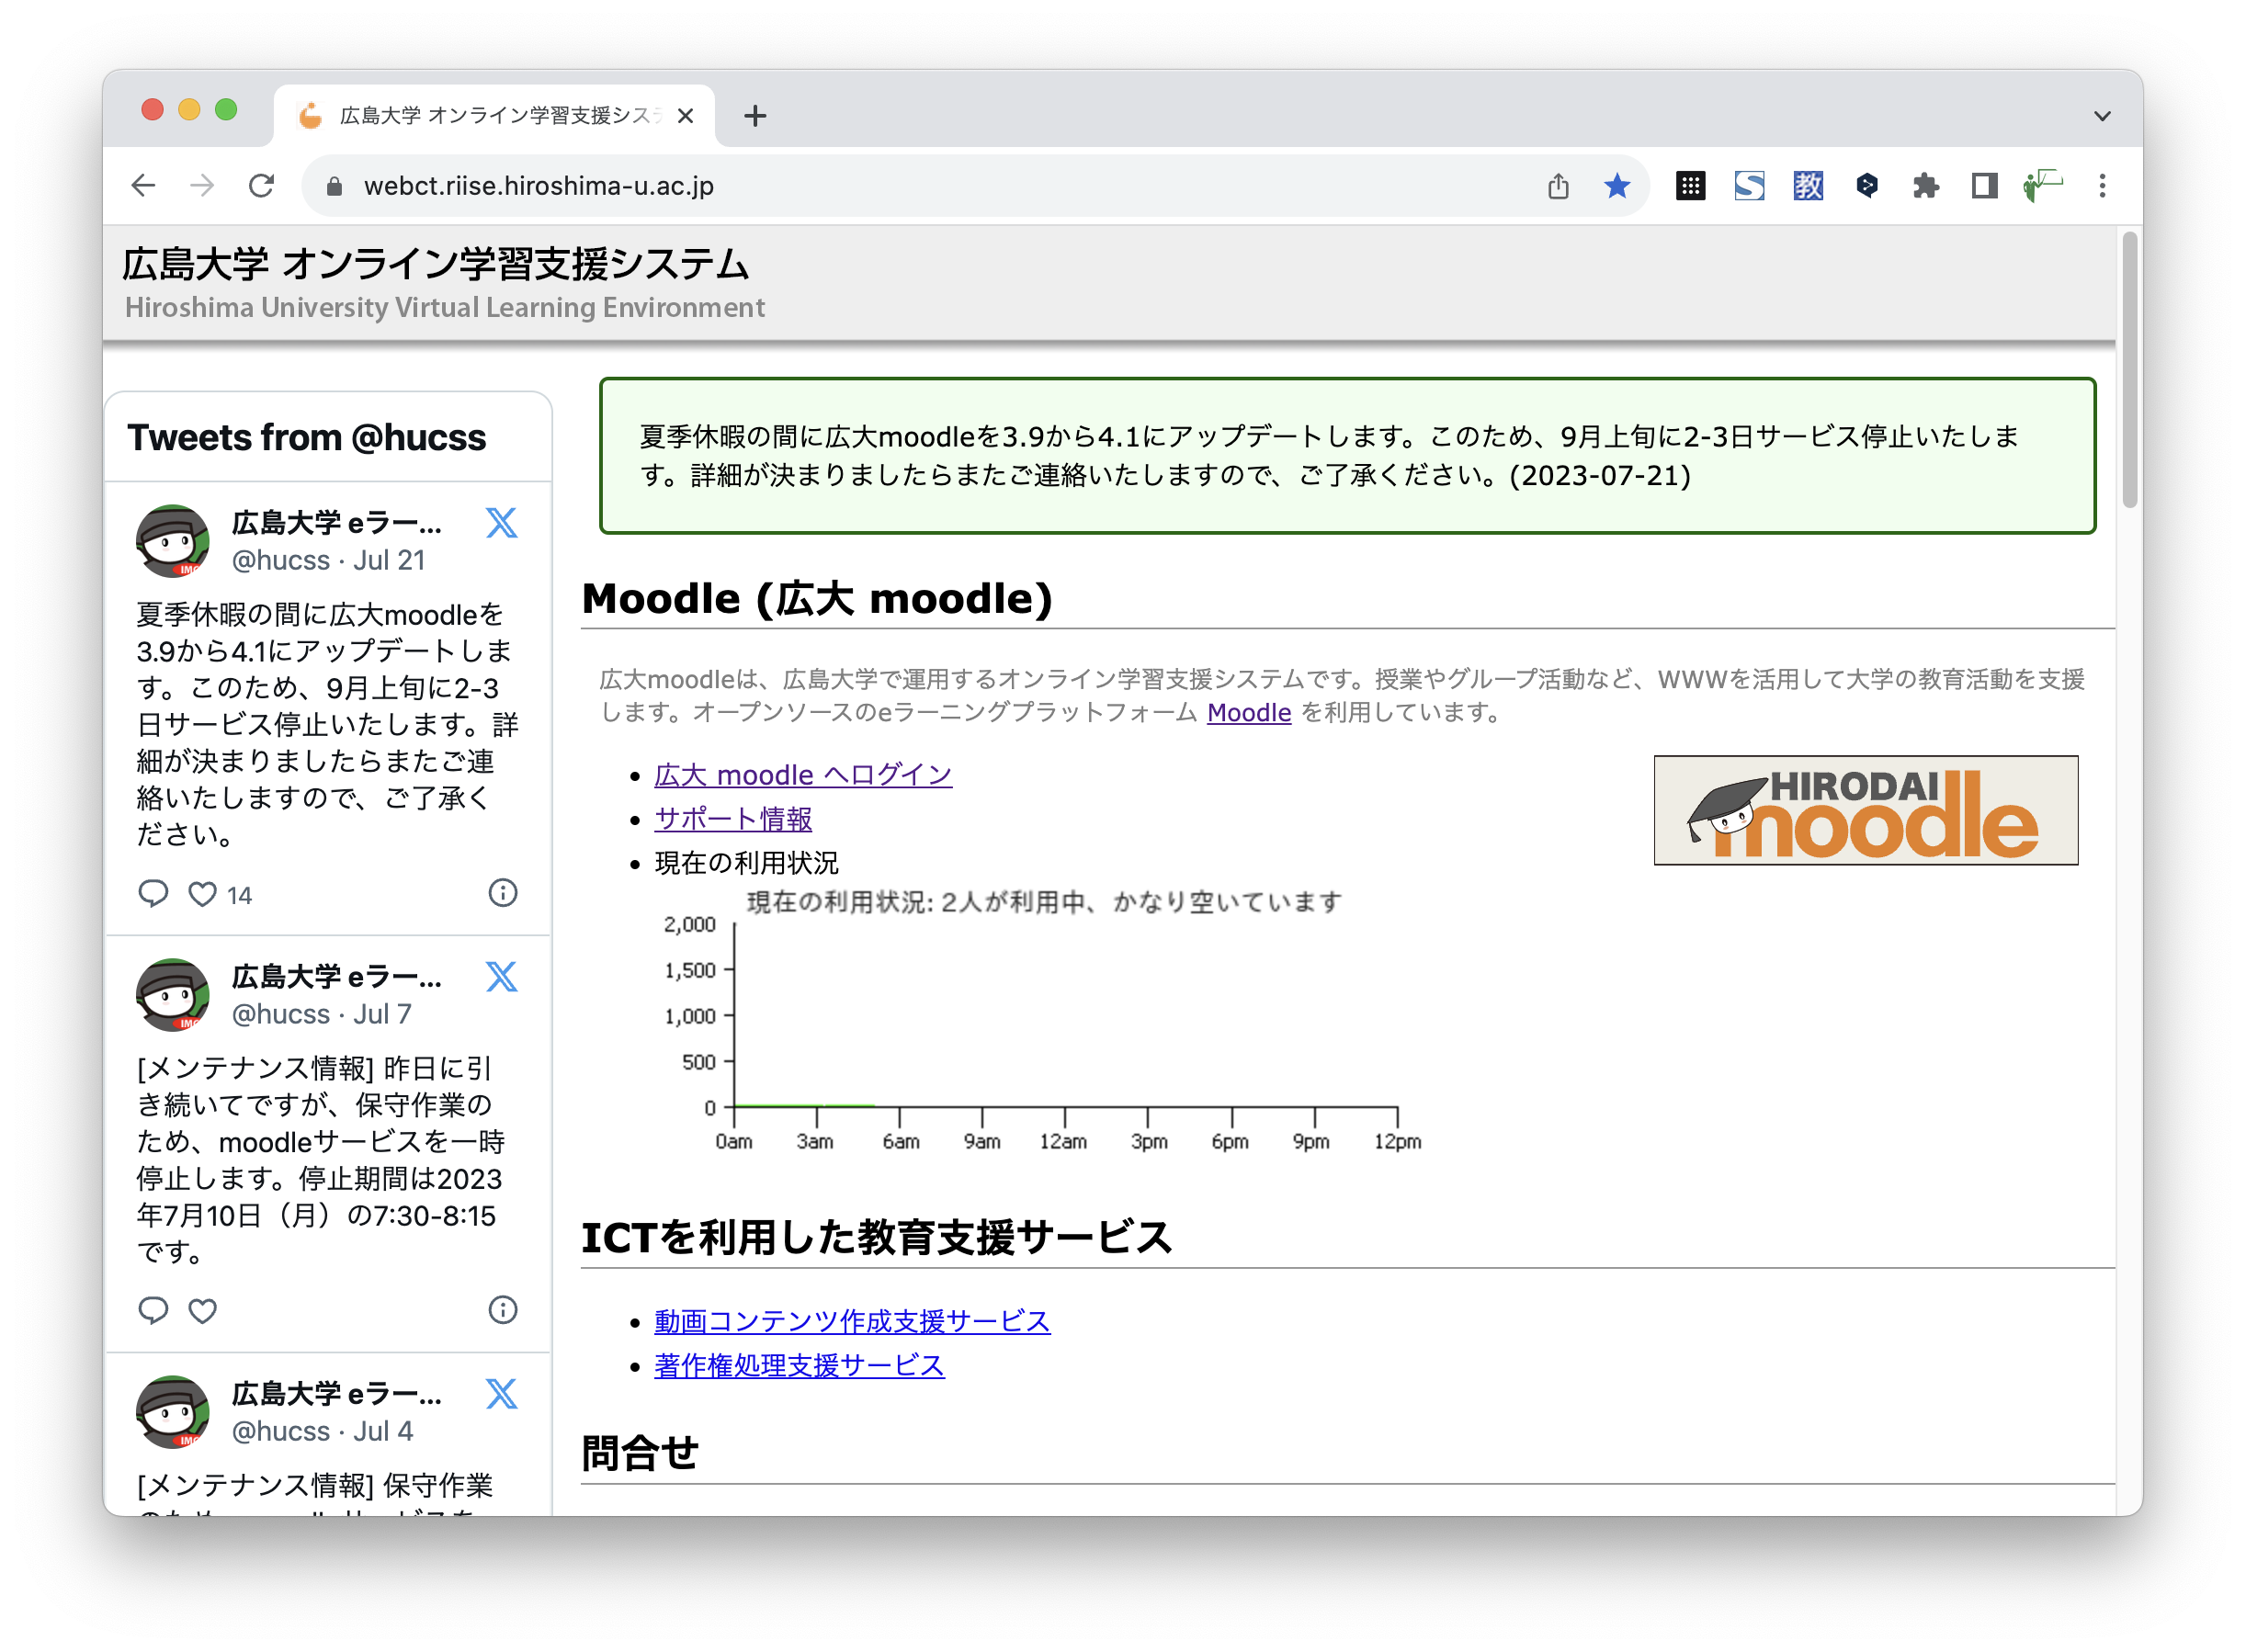 広島大学 オンライン学習支援シス
webct.riise.hiroshima-u.ac.jp
教
広島大学 オンライン学習支援システム
Hiroshima University Virtual Learning Environment
Tweets from @hucss
広島大学 eラー...
@hucss · Jul 21
夏季休暇の間に広大moodleを
3.9から4.1にアップデートしま
す。このため、9月上旬に2-3
日サービス停止いたします。詳
細が決まりましたらまたご連
絡いたしますので、ご了承く
ださい。
14
広島大学 eラー...
@hucss · Jul 7
[メンテナンス情報] 昨日に引
き続いてですが、保守作業の
ため、moodleサービスを一時
停止します。停止期間は2023
年7月10日（月）の7:30-8:15
です。
広島大学 eラー...
@hucss · Jul 4
[メンテナンス情報] 保守作業
夏季休暇の間に広大moodleを3.9から4.1にアップデートします。このため、9月上旬に2-3日サービス停止いたしま
す。詳細が決まりましたらまたご連絡いたしますので、ご了承ください。(2023-07-21)
Moodle (広大 moodle)
広大moodleは、広島大学で運用するオンライン学習支援システムです。授業やグループ活動など、WWWを活用して大学の教育活動を支援
します。オープンソースのeラーニングプラットフォーム Moodle を利用しています。
広大 moodle へログイン
サポート情報
現在の利用状況
HIRODAI
moodle
現在の利用状況: 2人が利用中、かなり空いています
2,000
1,500
1,000
500
0
0am 3am 6am 9am 12am 3pm 6pm 9pm 12pm
ICTを利用した教育支援サービス
動画コンテンツ作成支援サービス
著作権処理支援サービス
問合せ